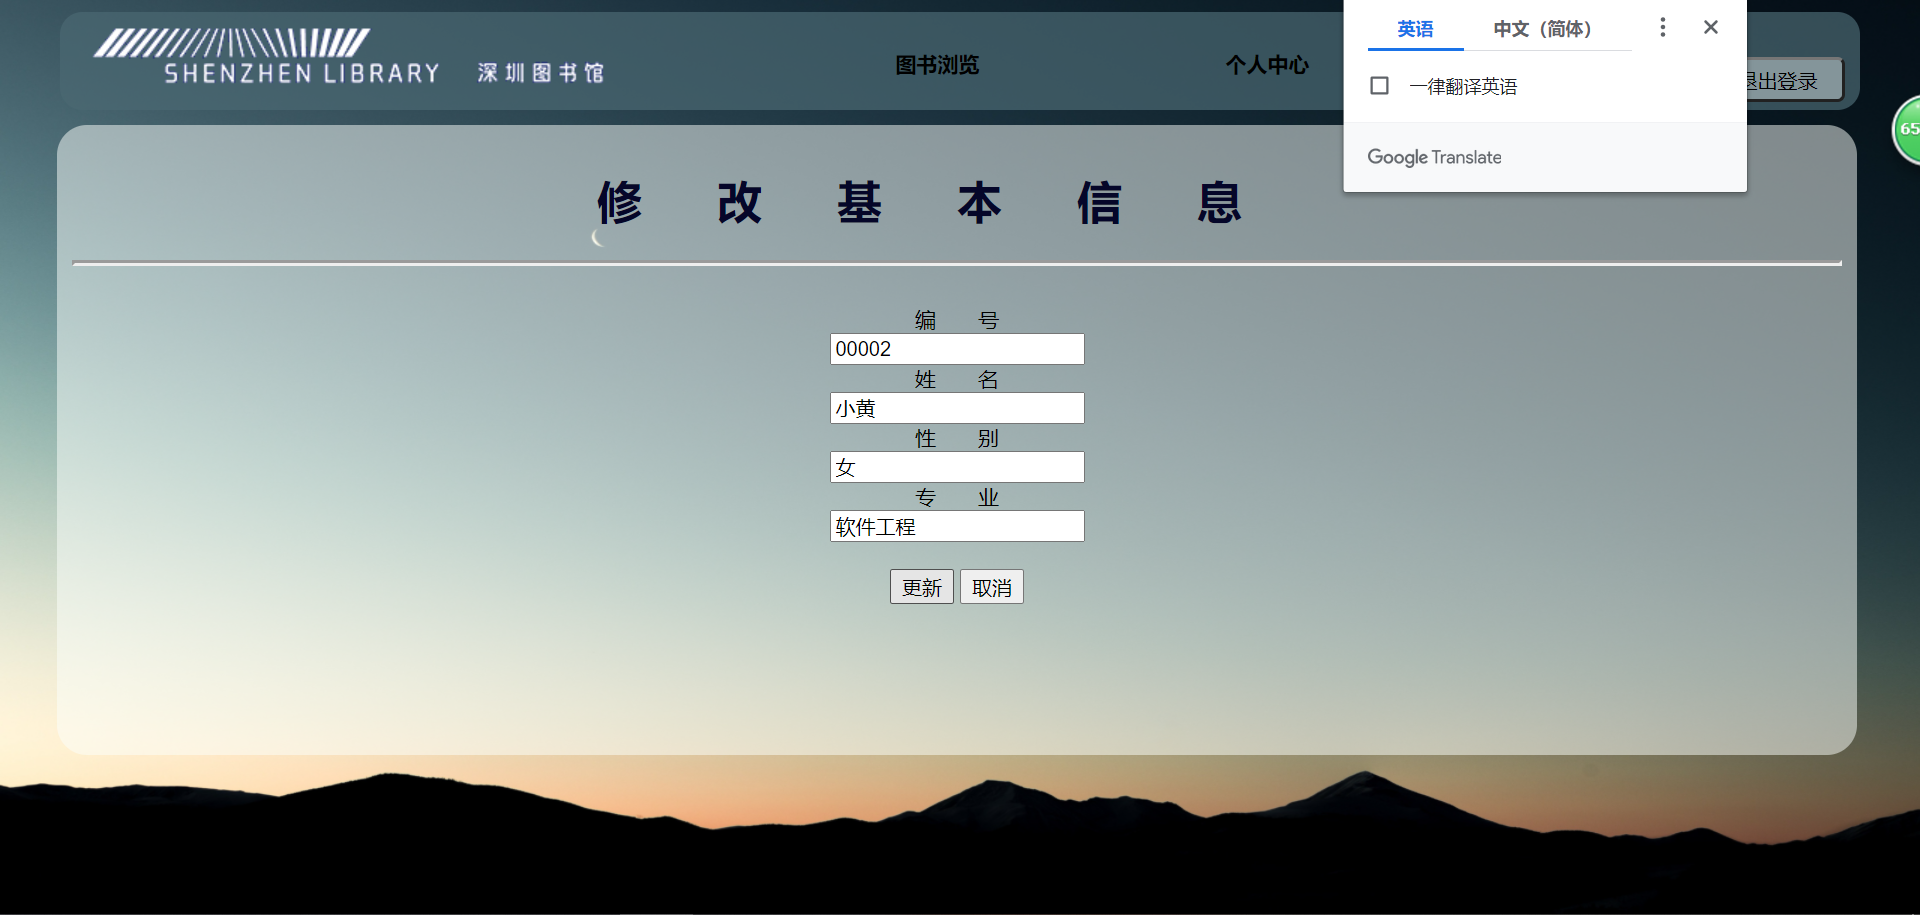 SHENZHEN LIBRARY 深圳图书馆
图书浏览
个人中心
退出登录
英语
中文（简体）
一律翻译英语
Google Translate
65
修改基本信息
编 号
00002
姓 名
小黄
性 别
女
专 业
软件工程
更新 取消